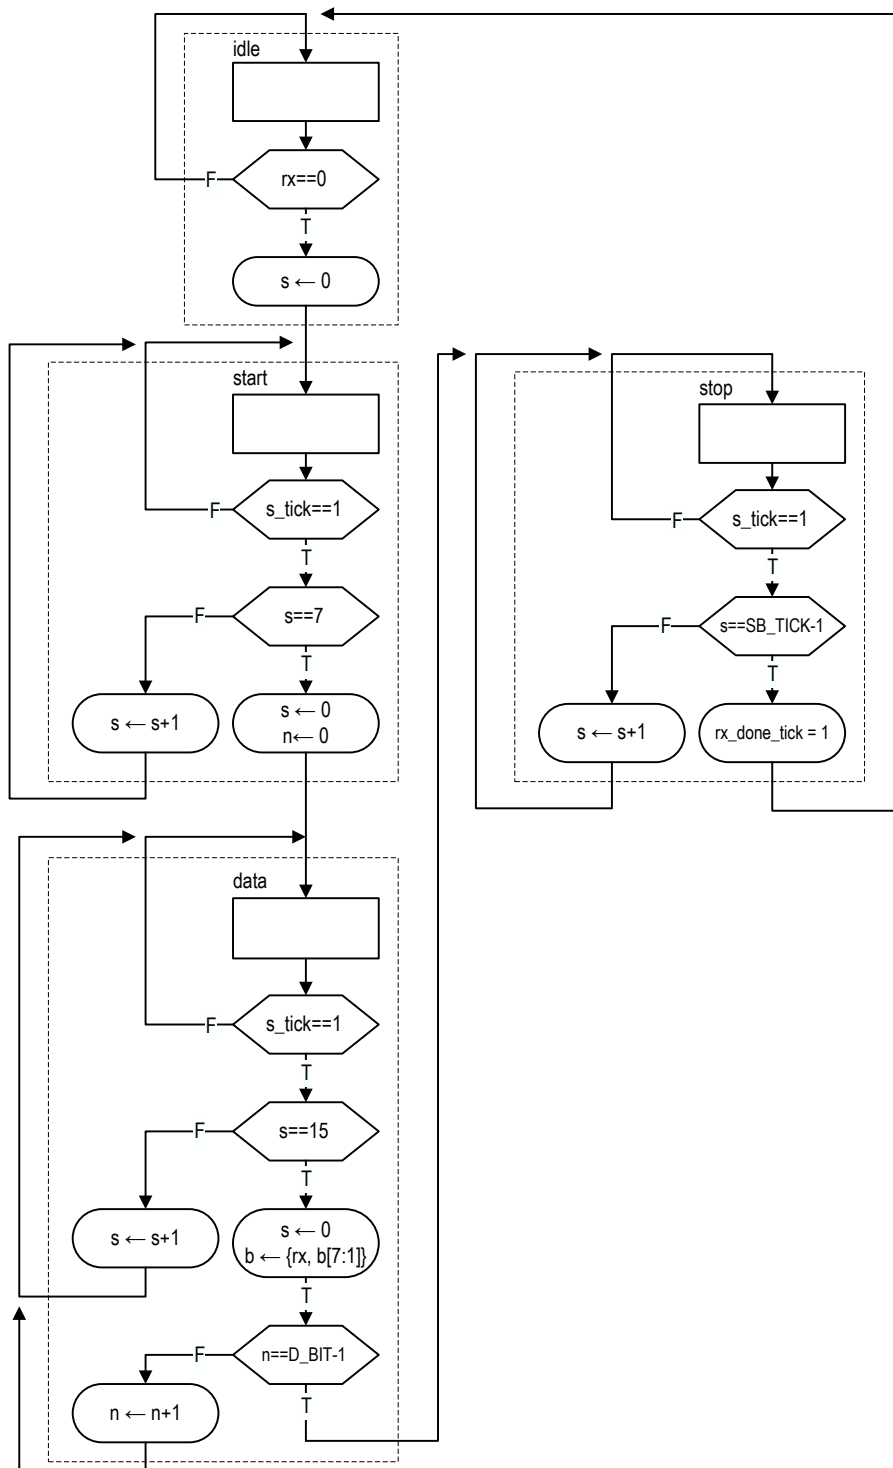 idle
rx==0
F
T
s ← 0
start
s_tick==1
F
T
s==7
F
T
s ← s+1
s ← 0
n← 0
data
s_tick==1
F
T
s==15
F
T
s ← s+1
s ← 0
b ← {rx, b[7:1]}
T
n==D_BIT-1
F
T
n ← n+1
stop
s_tick==1
F
T
s==SB_TICK-1
F
T
s ← s+1
rx_done_tick = 1